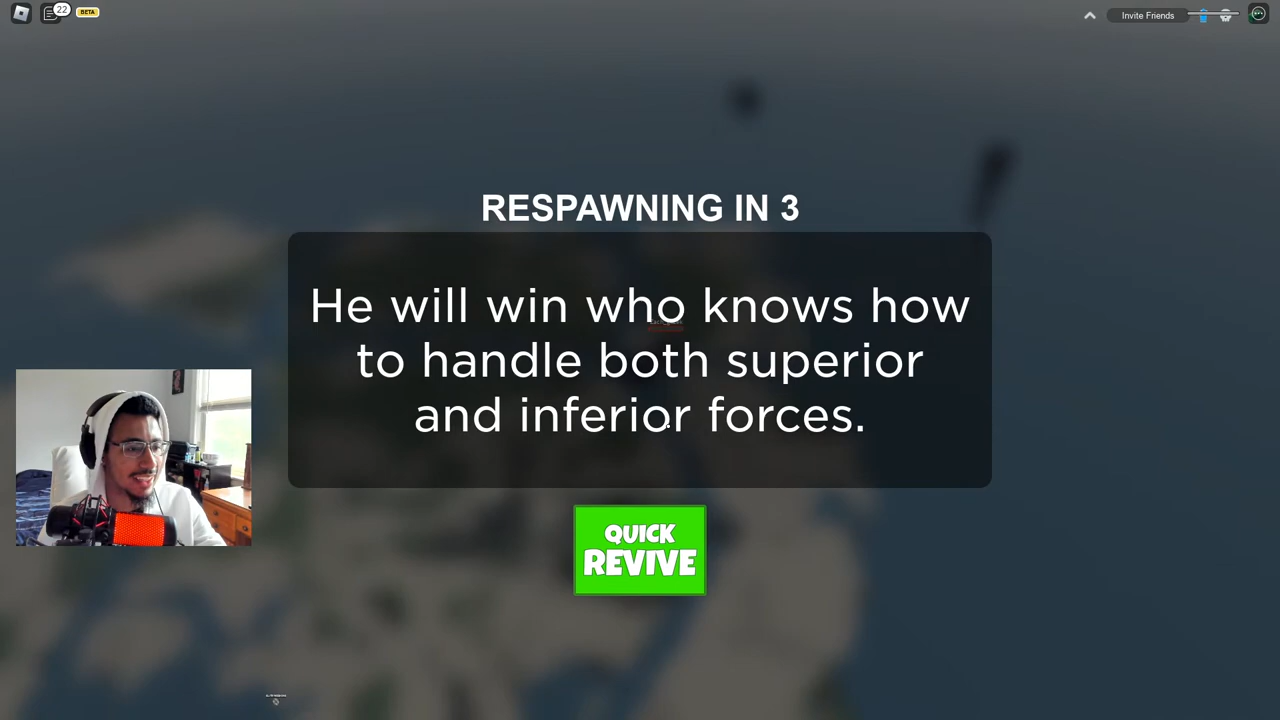 22
BETA
Invite Friends
RESPAWNING IN 3
He will win who knows how
to handle both superior
and inferior forces.
QUICK
REVIVE